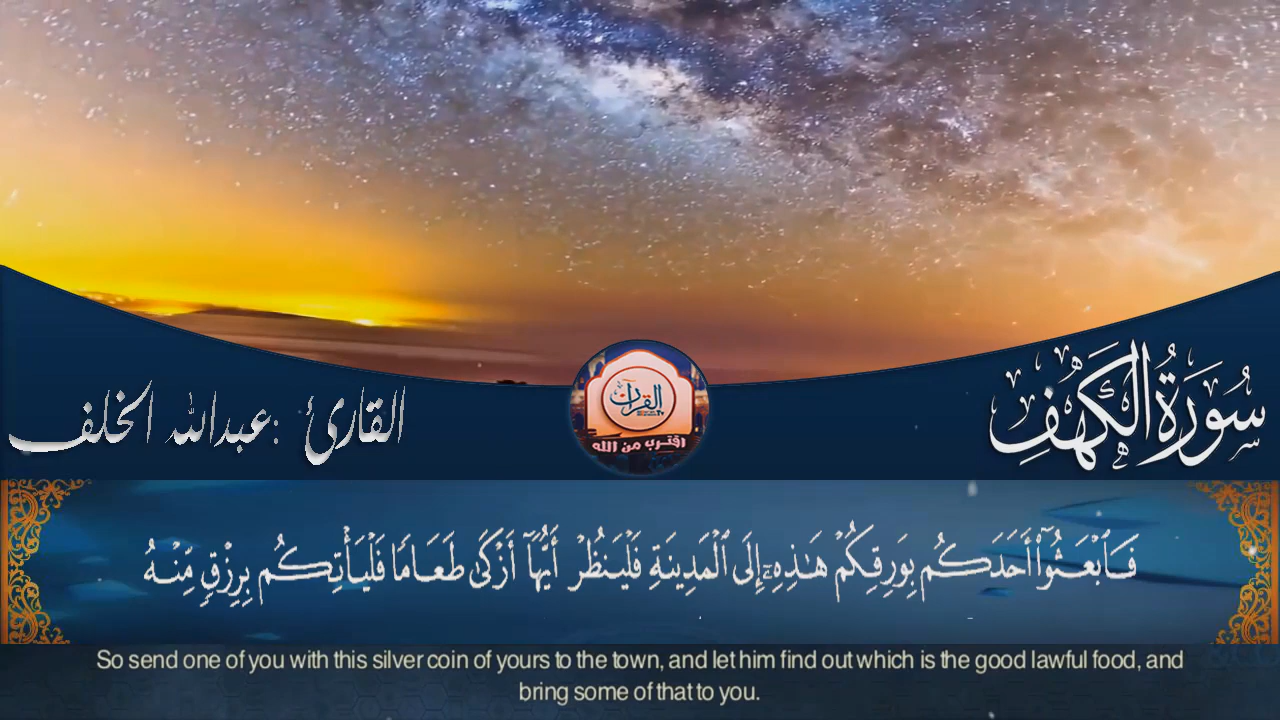 سُورَةُ الْكَهْفِ
القارئ :عبدالله الخلف
القرآن
TV
اقترب من الله
فَٱبْعَثُوٓا۟ أَحَدَكُم بِوَرِقِكُمْ هَـٰذِهِۦٓ إِلَى ٱلْمَدِينَةِ فَلْيَنظُرْ أَيُّهَآ أَزْكَىٰ طَعَامًا فَلْيَأْتِكُم بِرِزْقٍ مِّنْهُ
So send one of you with this silver coin of yours to the town, and let him find out which is the good lawful food, and
bring some of that to you.